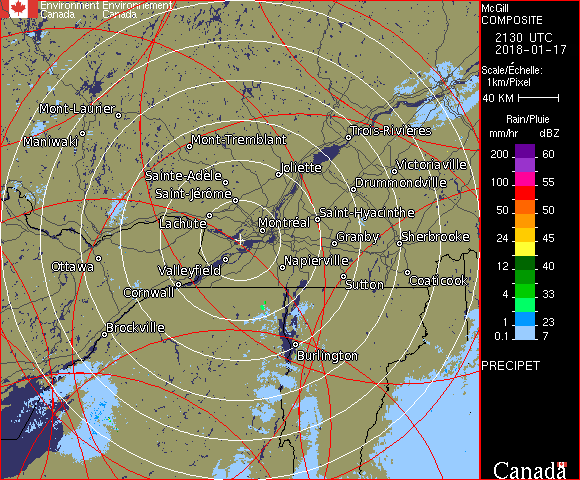 Environment Environnement
Canada Canada
McGill
COMPOSITE
2130 UTC
2018-01-17
Scale/Échelle:
1km/Pixel
40 KM
Rain/Pluie
mm/hr dBZ
200 60
100 55
50 50
24 45
12 40
4 33
1 23
0.1 7
PRECIPET
Canada
Mont-Laurier
Maniwaki
Mont-Tremblant
Trois-Rivières
Sainte-Adèle
Joliette
Victoriaville
Saint-Jérôme
Drummondville
Lachute
Montréal
Saint-Hyacinthe
Granby
Sherbrooke
Ottawa
Valleyfield
Napierville
Cornwall
Sutton
Coaticook
Brockville
Burlington